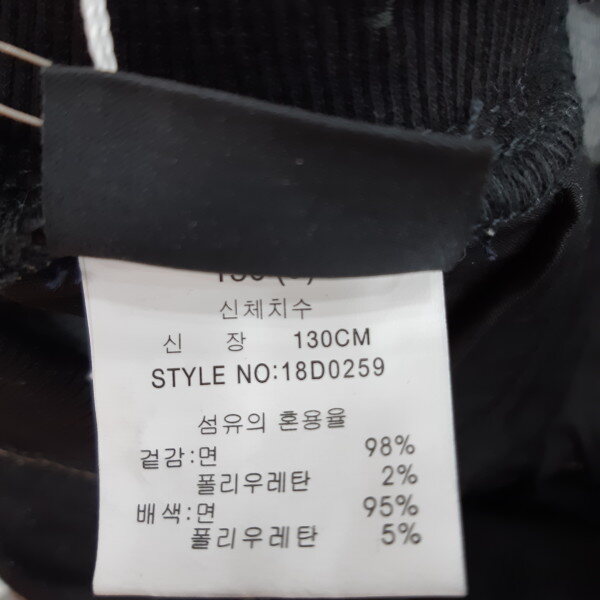 신체치수
신 장 130CM
STYLE NO:18D0259
섬유의 혼용율
겉감:면 98%
폴리우레탄 2%
배색:면 95%
폴리우레탄 5%